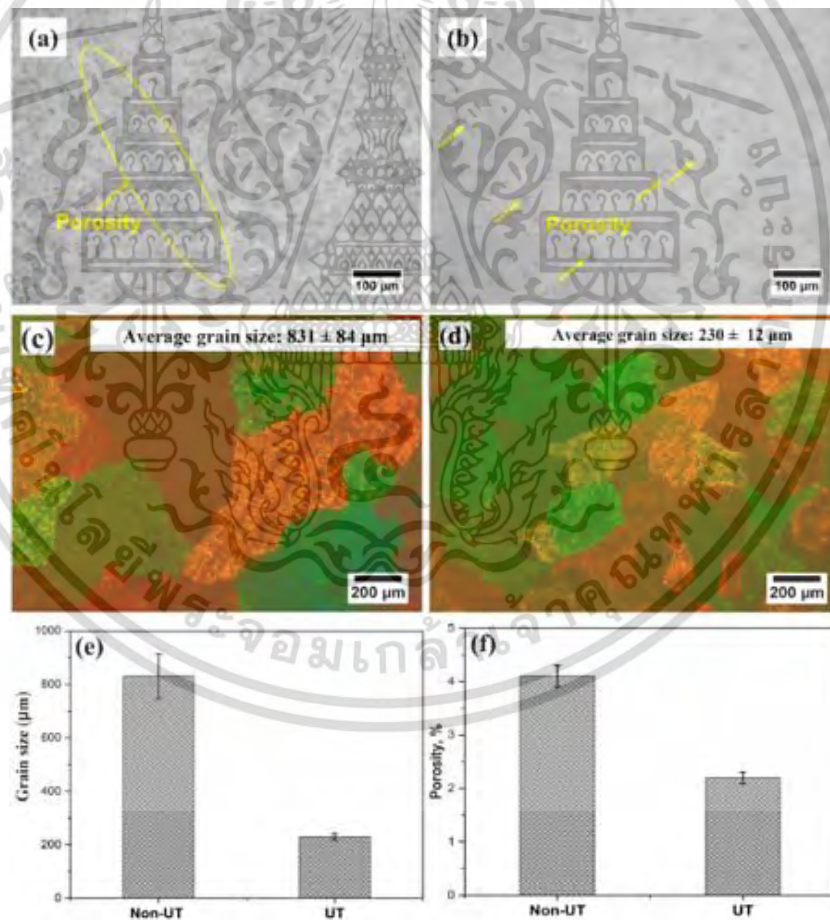 (a)
Porosity
100 μm
(b)
Porosity
100 μm
(c)
Average grain size: 831 ± 84 μm
200 μm
(d)
Average grain size: 230 ± 12 μm
200 μm
(e)
Grain size (μm)
1000
800
600
400
200
0
Non-UT
UT
(f)
Porosity, %
5
4
3
2
1
0
Non-UT
UT